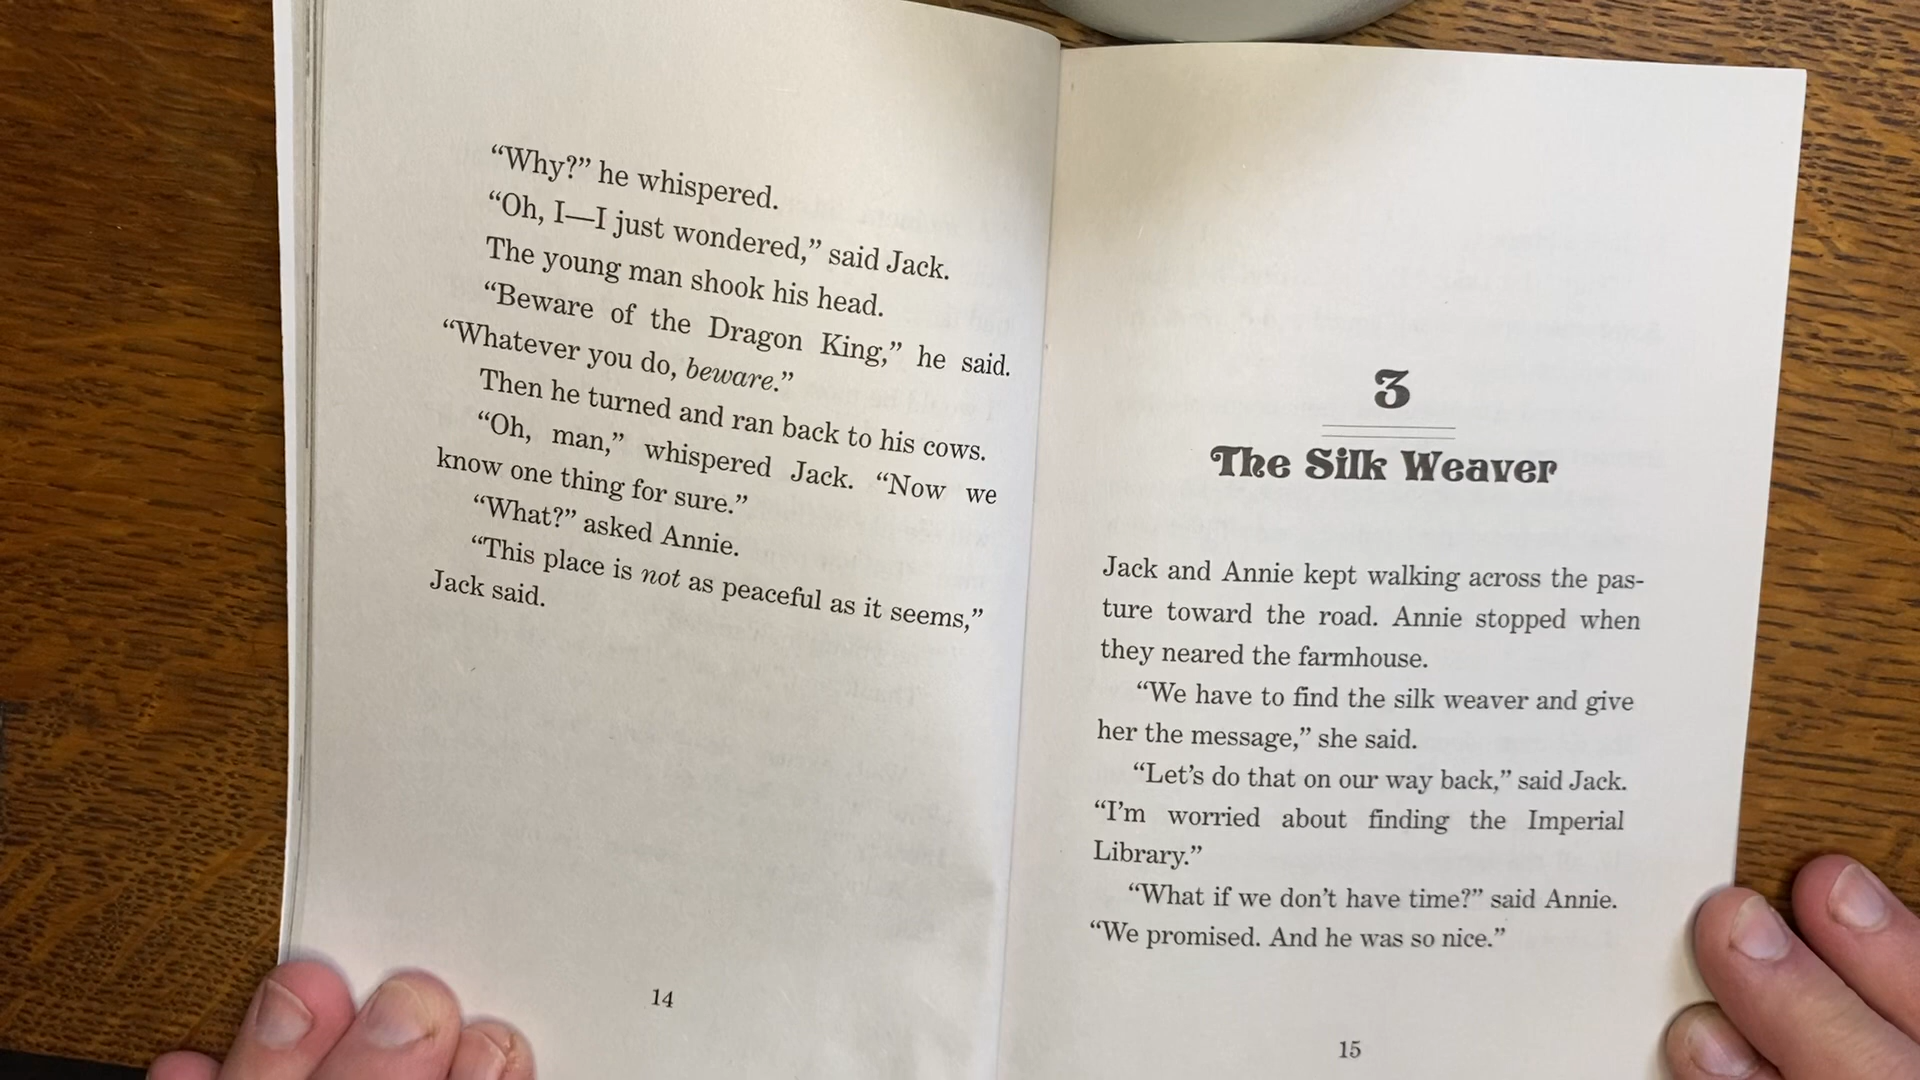 “Why?” he whispered.
“Oh, I—I just wondered,” said Jack.
The young man shook his head.
“Beware of the Dragon King,” he said.
“Whatever you do, beware.”
Then he turned and ran back to his cows.
“Oh, man,” whispered Jack. “Now we
know one thing for sure.”
“What?” asked Annie.
“This place is not as peaceful as it seems,”
Jack said.
14
3
The Silk Weaver
Jack and Annie kept walking across the pas-
ture toward the road. Annie stopped when
they neared the farmhouse.
“We have to find the silk weaver and give
her the message,” she said.
“Let’s do that on our way back,” said Jack.
“I’m worried about finding the Imperial
Library.”
“What if we don’t have time?” said Annie.
“We promised. And he was so nice.”
15